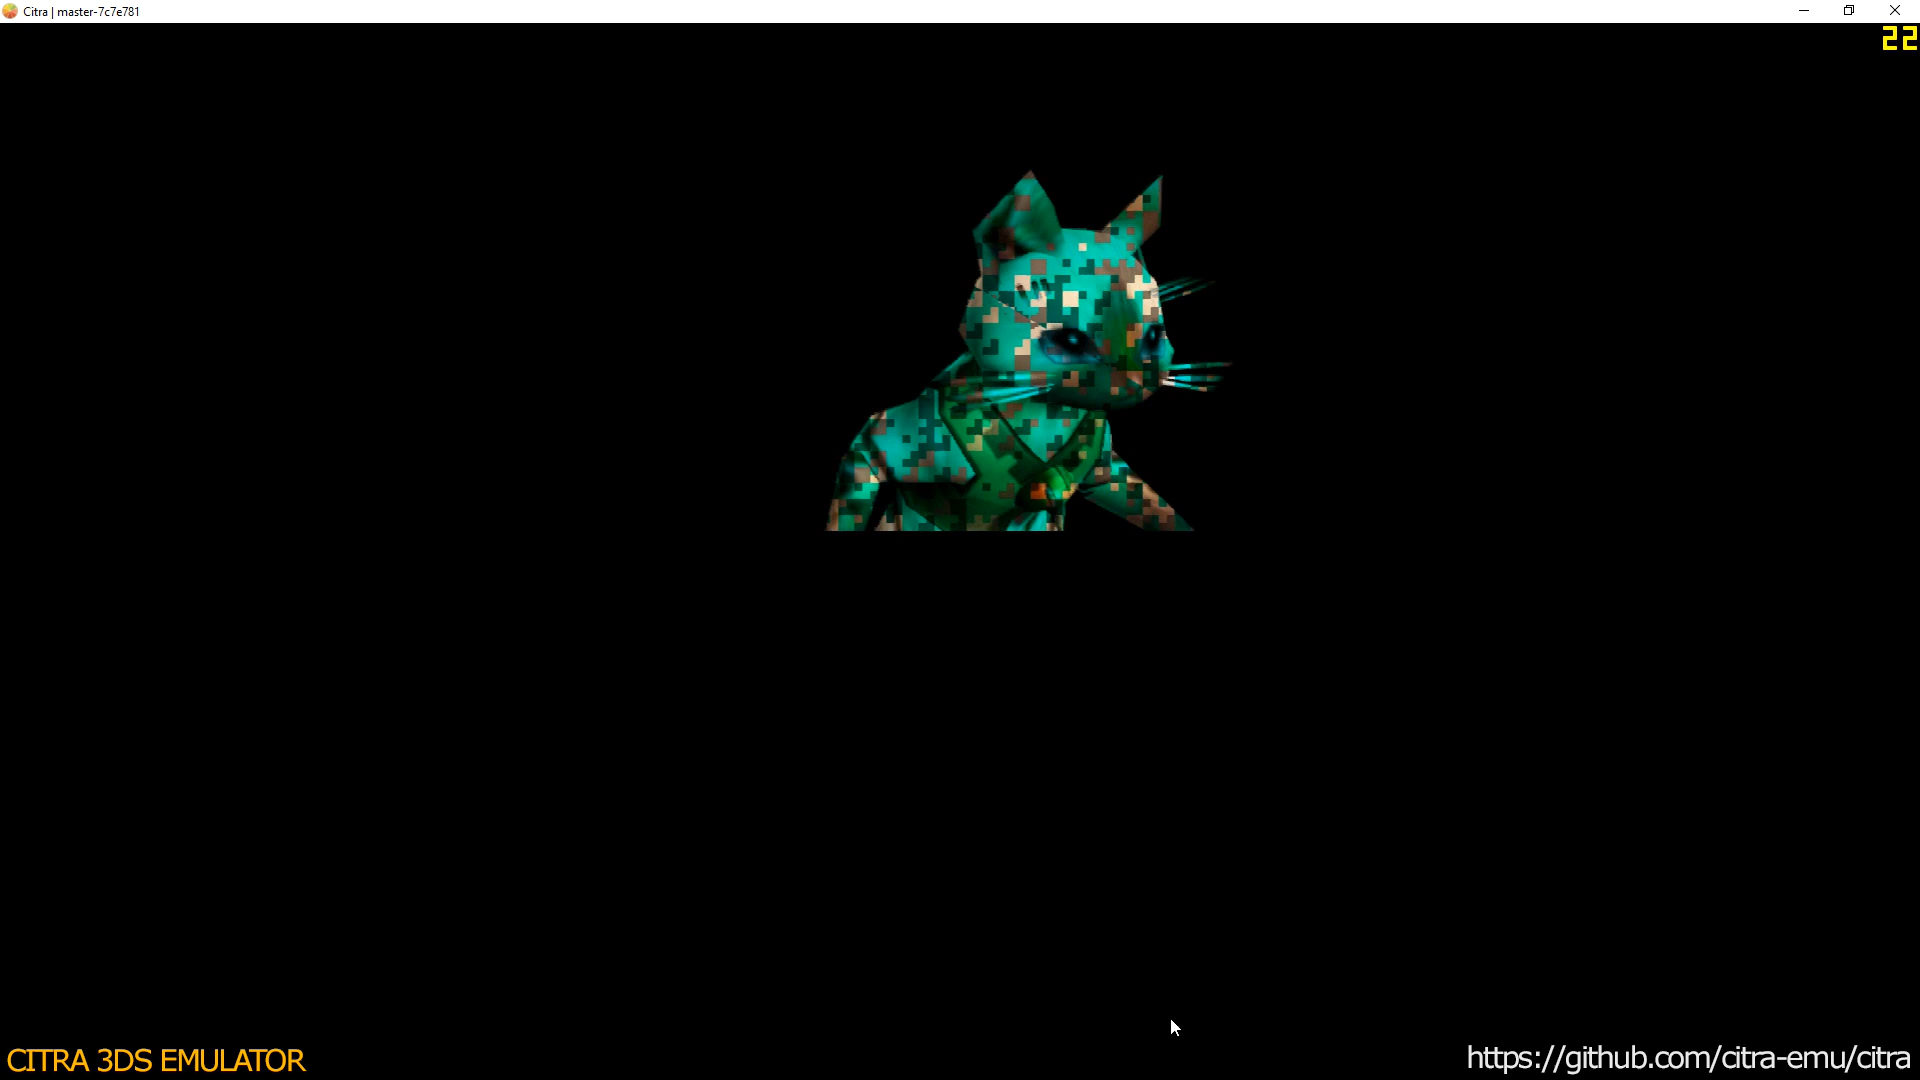 Citra | master-7c7e781
22
CITRA 3DS EMULATOR
https://github.com/citra-emu/citra